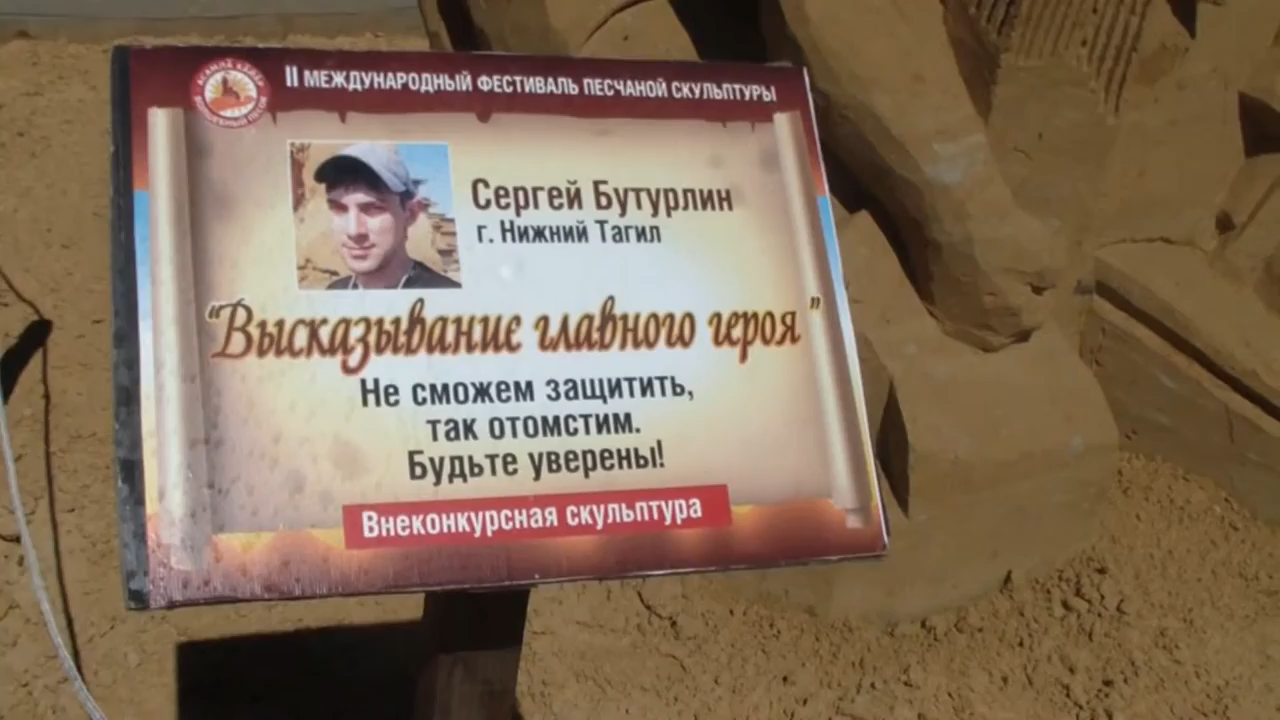 II МЕЖДУНАРОДНЫЙ ФЕСТИВАЛЬ ПЕСЧАНОЙ СКУЛЬПТУРЫ
Сергей Бутурлин
г. Нижний Тагил
"Высказывание главного героя"
Не сможем защитить,
так отомстим.
Будьте уверены!
Внеконкурсная скульптура